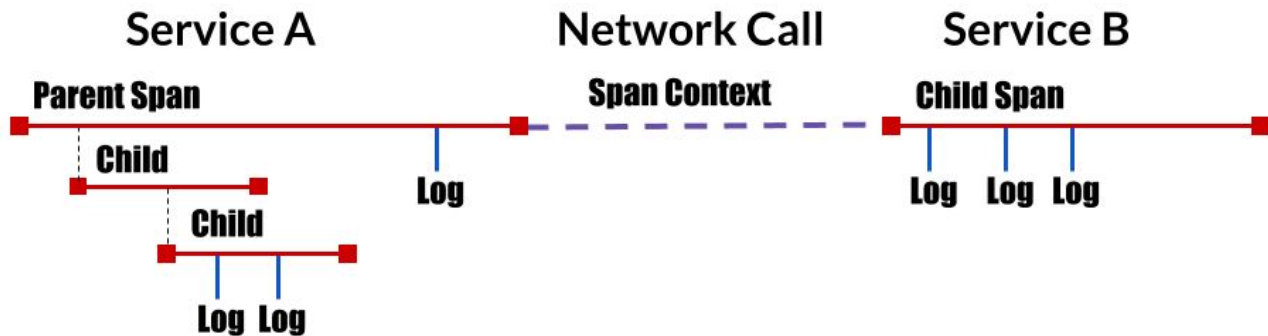 Service A
Network Call
Service B
Parent Span
Span Context
Child Span
Child
Log
Log Log Log
Child
Log Log